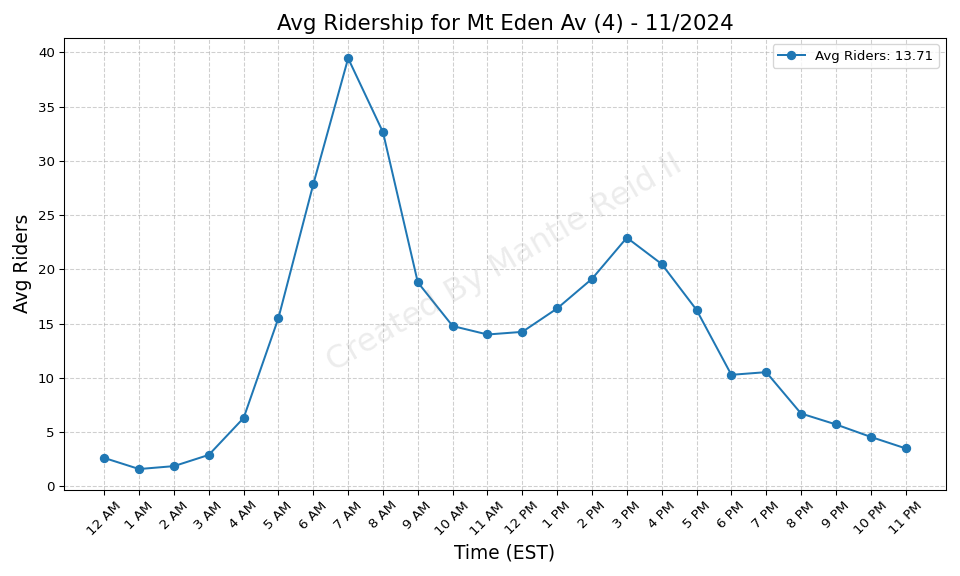 Avg Ridership for Mt Eden Av (4) - 11/2024
Avg Riders: 13.71
40
35
30
25
20
15
10
5
0
Avg Riders
Created By Mantie Reid II
12 AM
1 AM
2 AM
3 AM
4 AM
5 AM
6 AM
7 AM
8 AM
9 AM
10 AM
11 AM
12 PM
1 PM
2 PM
3 PM
4 PM
5 PM
6 PM
7 PM
8 PM
9 PM
10 PM
11 PM
Time (EST)